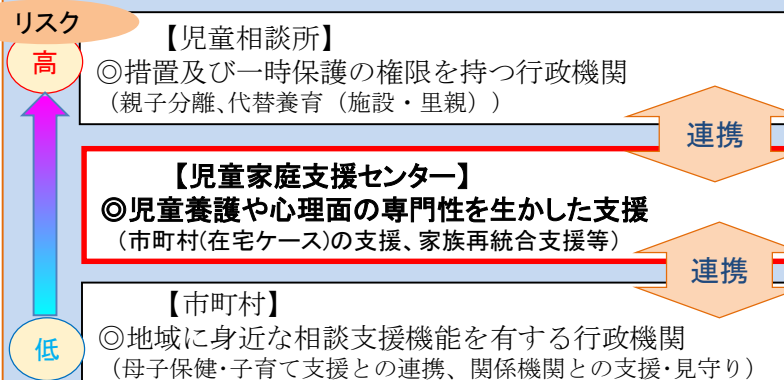 リスク
高
【児童相談所】
◎措置及び一時保護の権限を持つ行政機関
（親子分離、代替養育（施設・里親））
連携
【児童家庭支援センター】
◎児童養護や心理面の専門性を生かした支援
（市町村(在宅ケース)の支援、家族再統合支援等）
連携
【市町村】
◎地域に身近な相談支援機能を有する行政機関
（母子保健・子育て支援との連携、関係機関との支援・見守り）
低